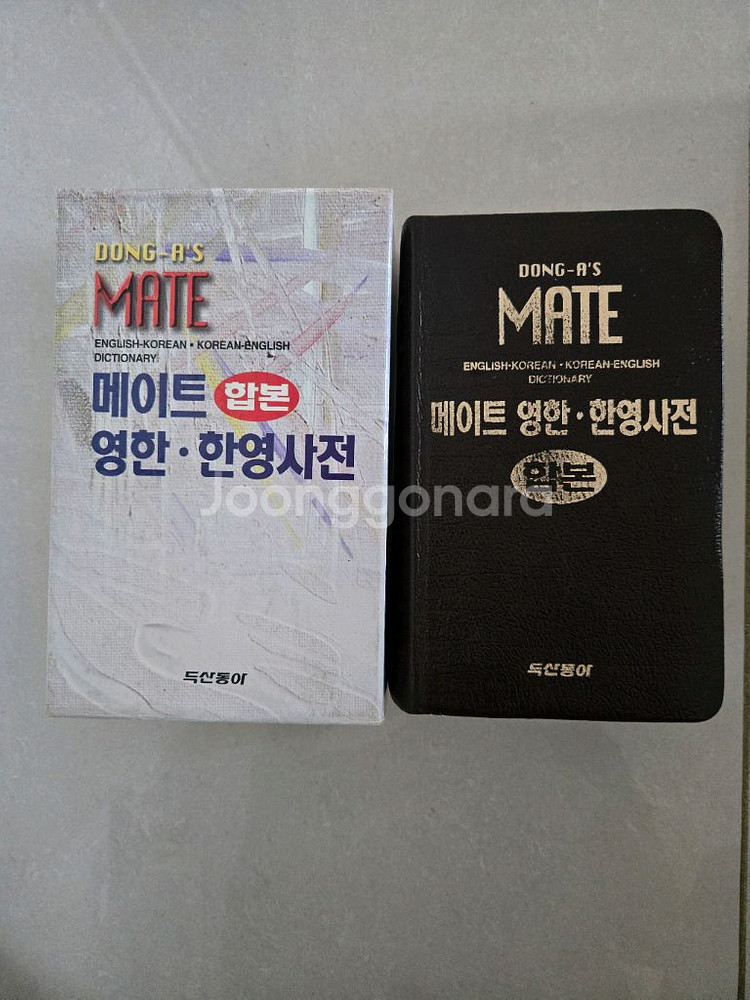 DONG-A'S
MATE
ENGLISH-KOREAN • KOREAN-ENGLISH
DICTIONARY
메이트 합본
영한·한영사전
두산동아
DONG-A'S
MATE
ENGLISH-KOREAN • KOREAN-ENGLISH
DICTIONARY
메이트 영한·한영사전
합본
두산동아
Joonggonara